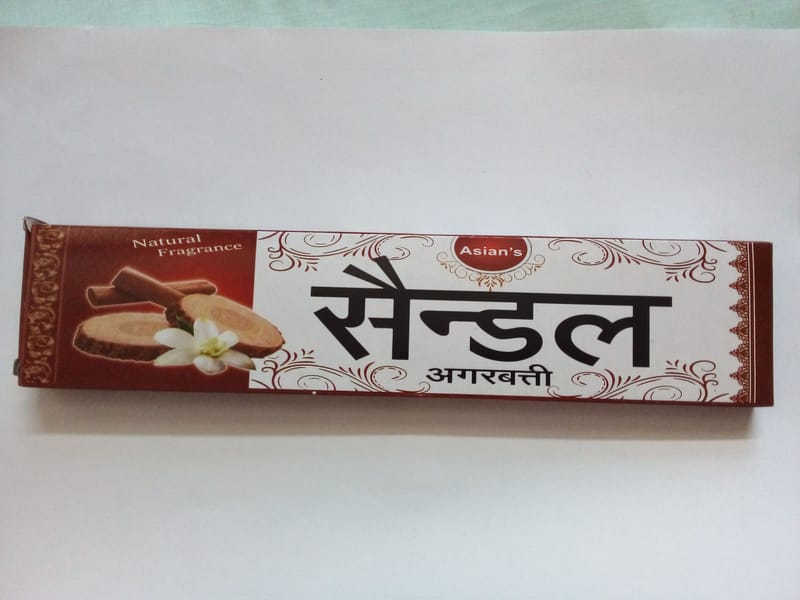 Natural
Fragrance
Asian's
सैन्डल
अगरबत्ती